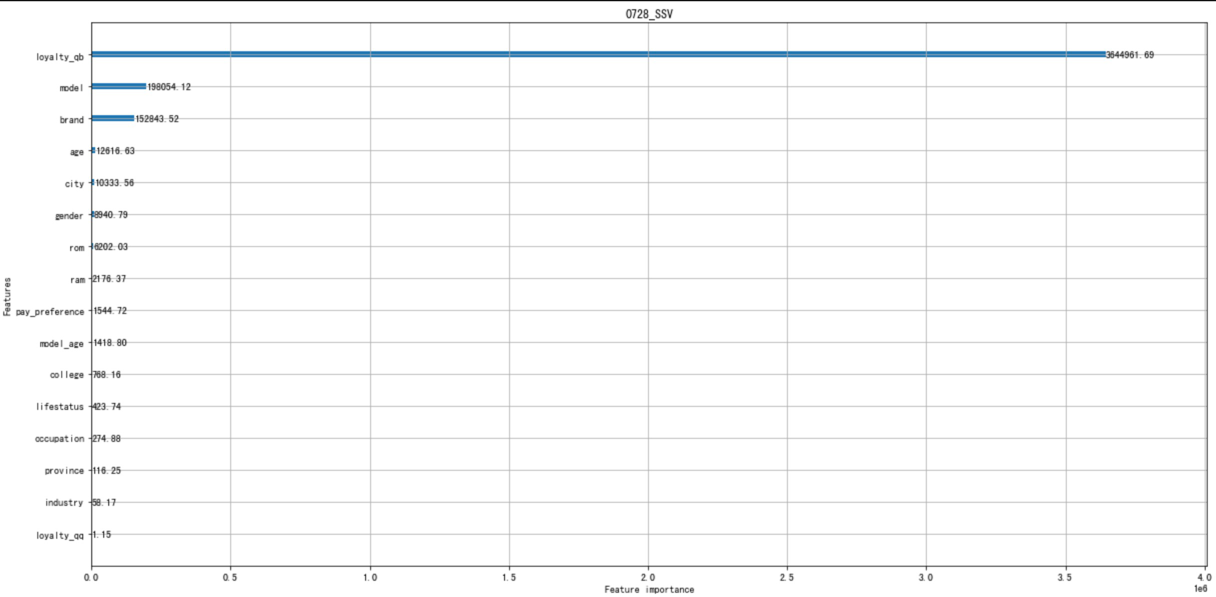 0728_SSV
loyalty_qb 3644961.69
model 198054.12
brand 152843.52
age 12616.63
city 10333.56
gender 8940.79
rom 6202.03
ram 2176.37
Features
pay_preference 1544.72
model_age 1418.80
college 768.16
lifestatus 423.74
occupation 274.88
province 116.25
industry 58.17
loyalty_qq 1.15
0.0 0.5 1.0 1.5 2.0 2.5 3.0 3.5 4.0
1e6
Feature importance